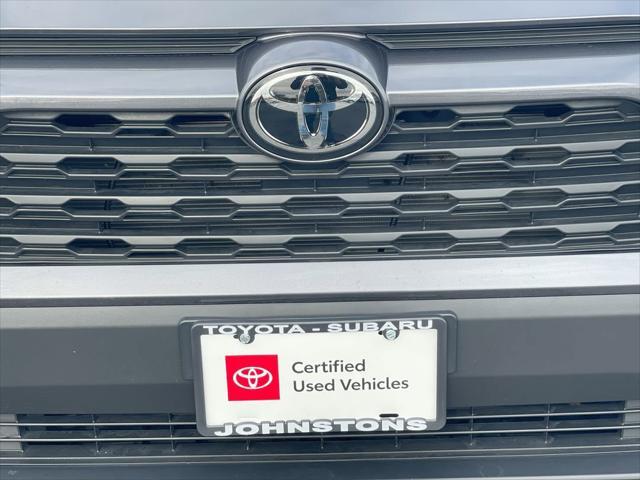 TOYOTA - SUBARU
Certified
Used Vehicles
JOHNSTONS